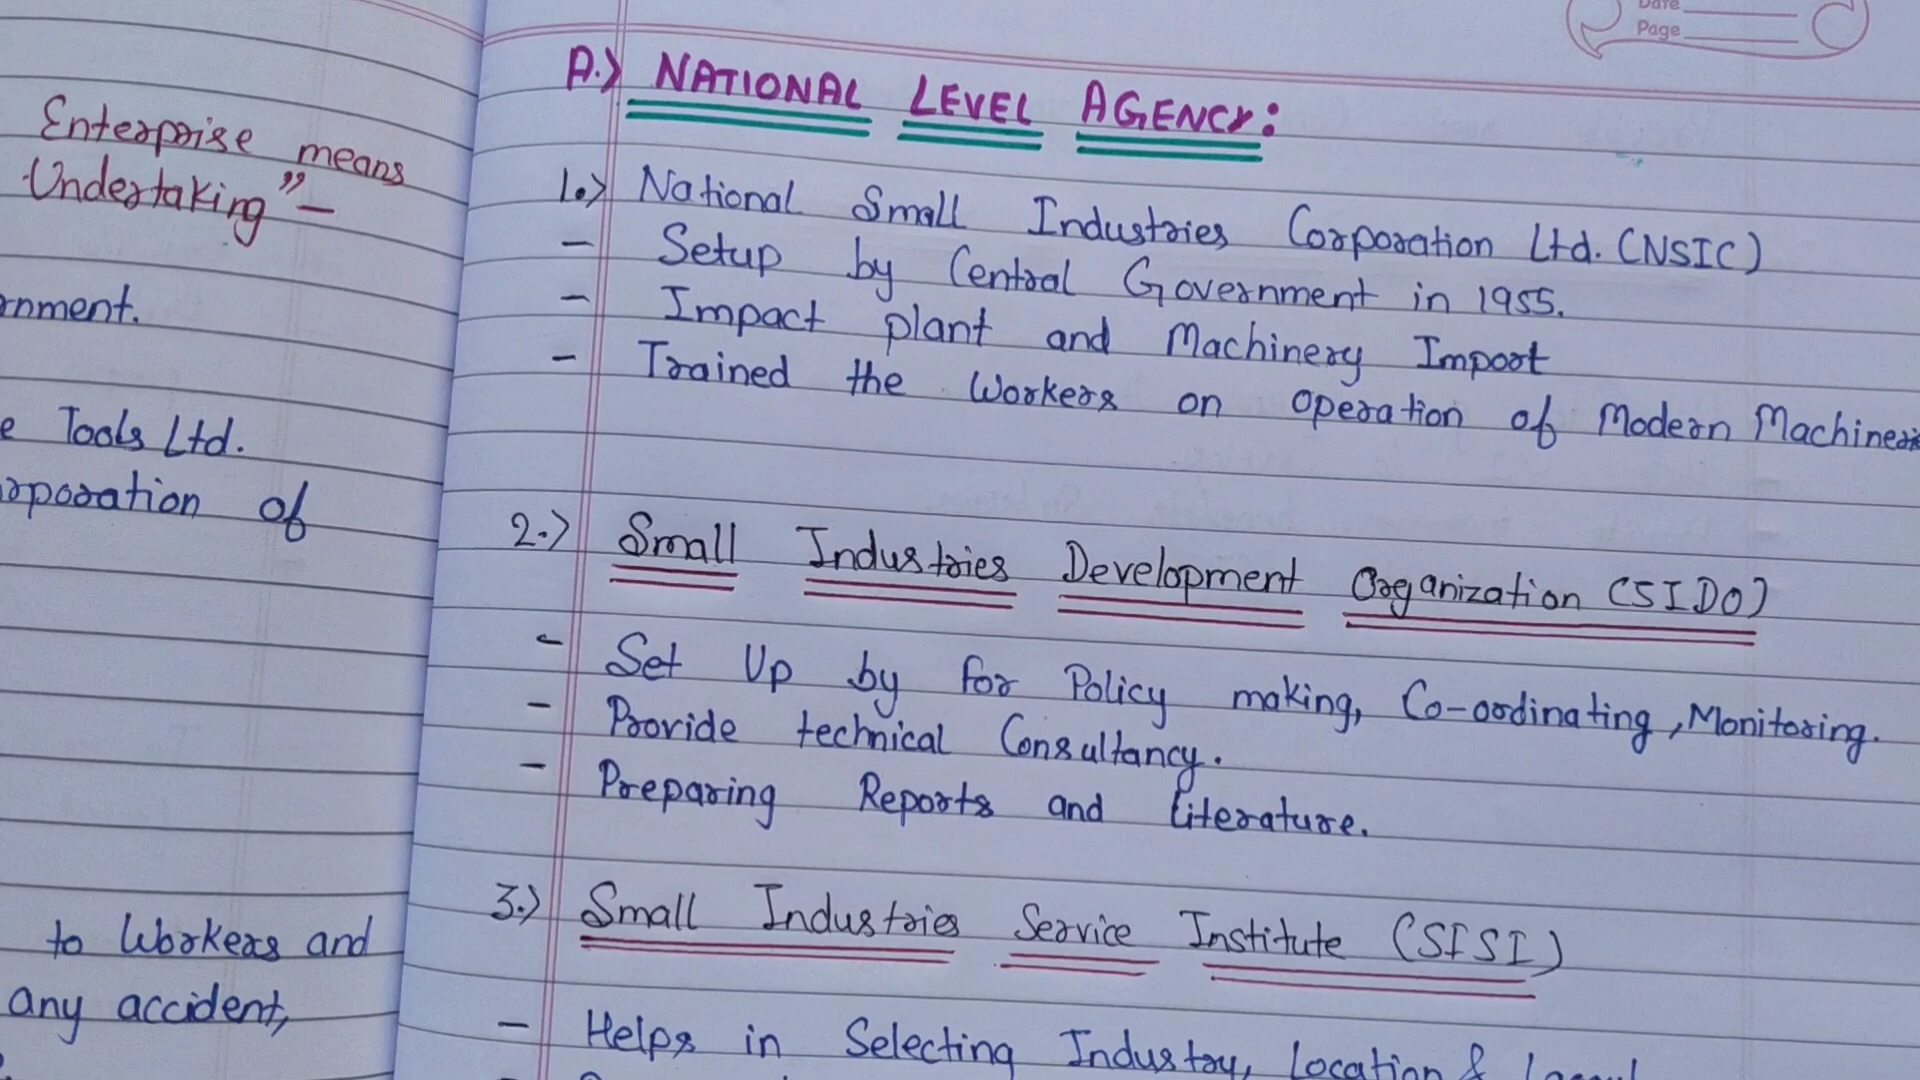 Enterprise means
Undertaking" –
rnment.
e Tools Ltd.
orporation of
to Workers and
any accident,
Date
Page
A.) NATIONAL LEVEL AGENCY:
1.) National Small Industries Corporation Ltd. (NSIC)
– Setup by Central Government in 1955.
– Impact plant and Machinery Import
– Trained the Workers on Operation of Modern Machineri
2.) Small Industries Development Organization (SIDO)
– Set Up by for Policy making, Co-ordinating, Monitoring.
– Provide technical Consultancy.
– Preparing Reports and Literature.
3.) Small Industries Service Institute (SISI)
– Helps in Selecting Industry, Location &